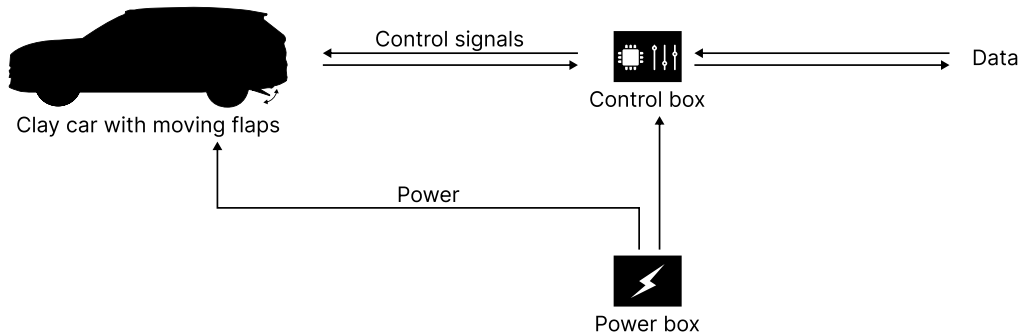 Control signals
Data
Control box
Clay car with moving flaps
Power
Power box